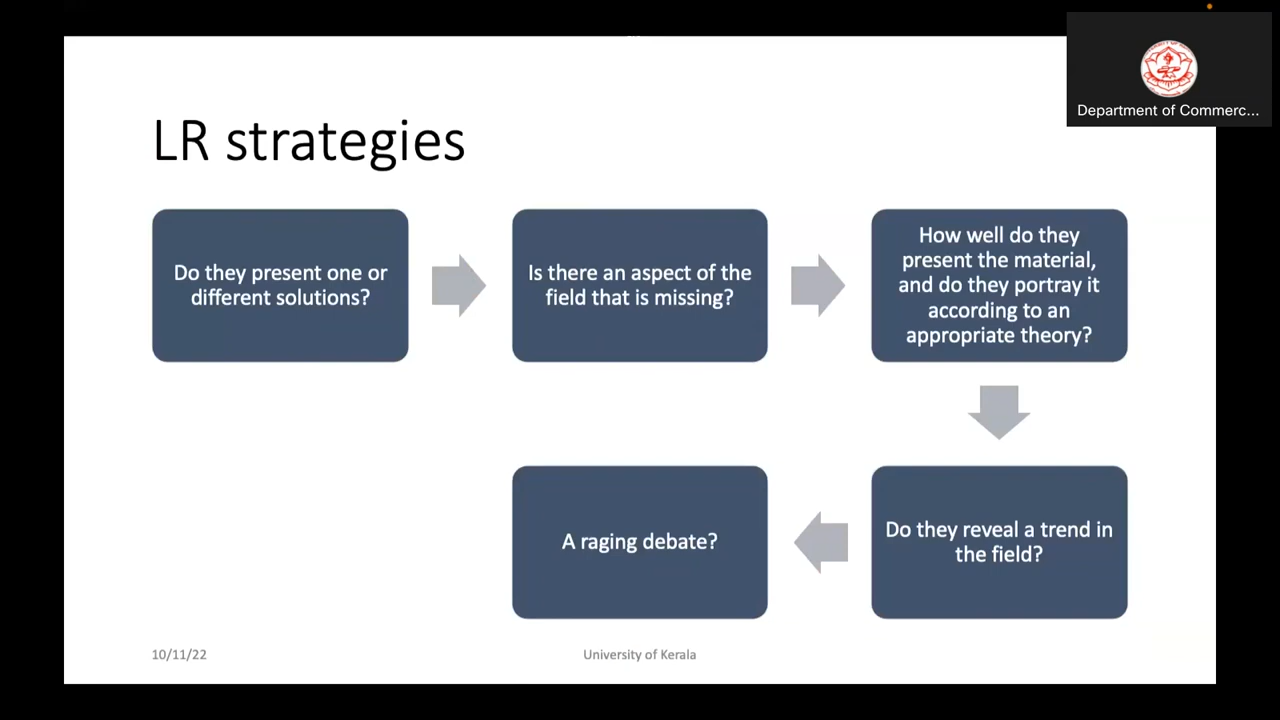 Department of Commerc...
LR strategies
Do they present one or
different solutions?
Is there an aspect of the
field that is missing?
How well do they
present the material,
and do they portray it
according to an
appropriate theory?
Do they reveal a trend in
the field?
A raging debate?
10/11/22
University of Kerala